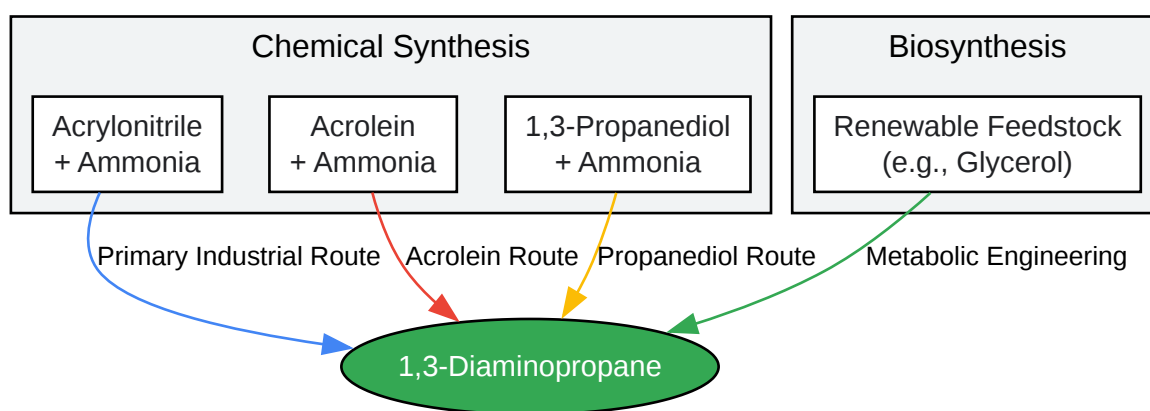 Chemical Synthesis
Biosynthesis
Acrylonitrile
+ Ammonia
Acrolein
+ Ammonia
1,3-Propanediol
+ Ammonia
Renewable Feedstock
(e.g., Glycerol)
Primary Industrial Route
Acrolein Route
Propanediol Route
Metabolic Engineering
1,3-Diaminopropane